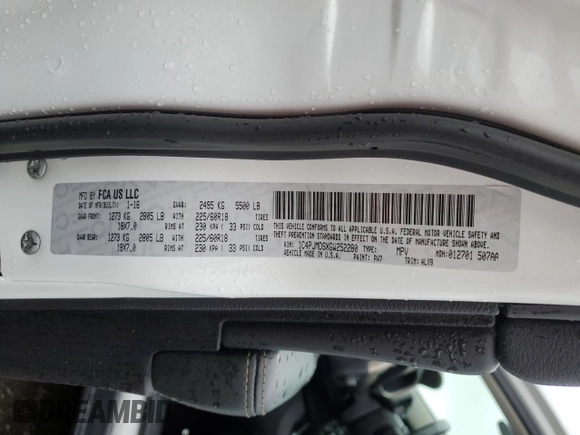 MFD BY FCA US LLC
DATE OF MFR(BUILT): 1-16 GVWR: 2495 KG 5500 LB
GAWR FRONT: 1273 KG 2805 LB WITH 225/60R18 TIRES
18X7.0 RIMS AT 230 KPA ( 33 PSI) COLD
GAWR REAR: 1273 KG 2805 LB WITH 225/60R18 TIRES
18X7.0 RIMS AT 230 KPA ( 33 PSI) COLD
THIS VEHICLE CONFORMS TO ALL APPLICABLE U.S.A. FEDERAL MOTOR VEHICLE SAFETY
AND THEFT PREVENTION STANDARDS IN EFFECT ON THE DATE OF MANUFACTURE SHOWN ABOVE.
VIN: 1C4PJMDSXGW252280 TYPE: MPV MDH: 012701 507AA
MADE IN U.S.A. PAINT: PW7 TRIM: ALX9
DREAMBID